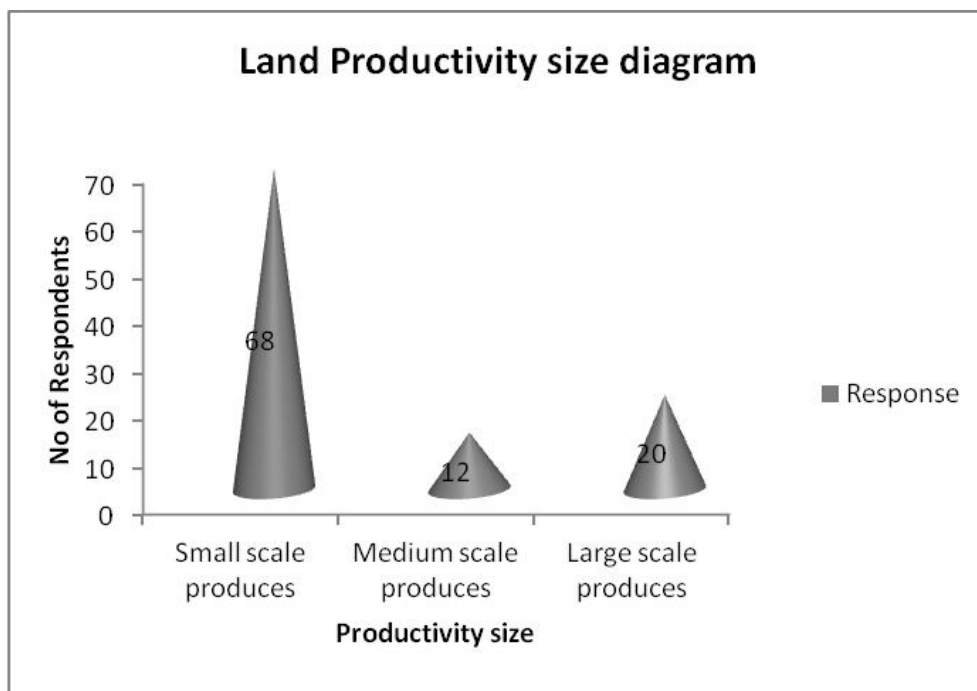 Land Productivity size diagram
70
60
50
40
30
20
10
0
No of Respondents
68
12
20
Small scale
produces
Medium scale
produces
Large scale
produces
Productivity size
Response